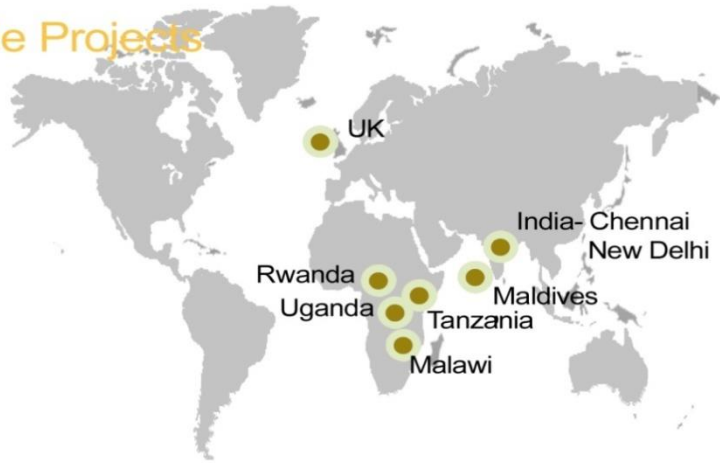 e Projects
UK
India- Chennai
New Delhi
Rwanda
Maldives
Uganda
Tanzania
Malawi